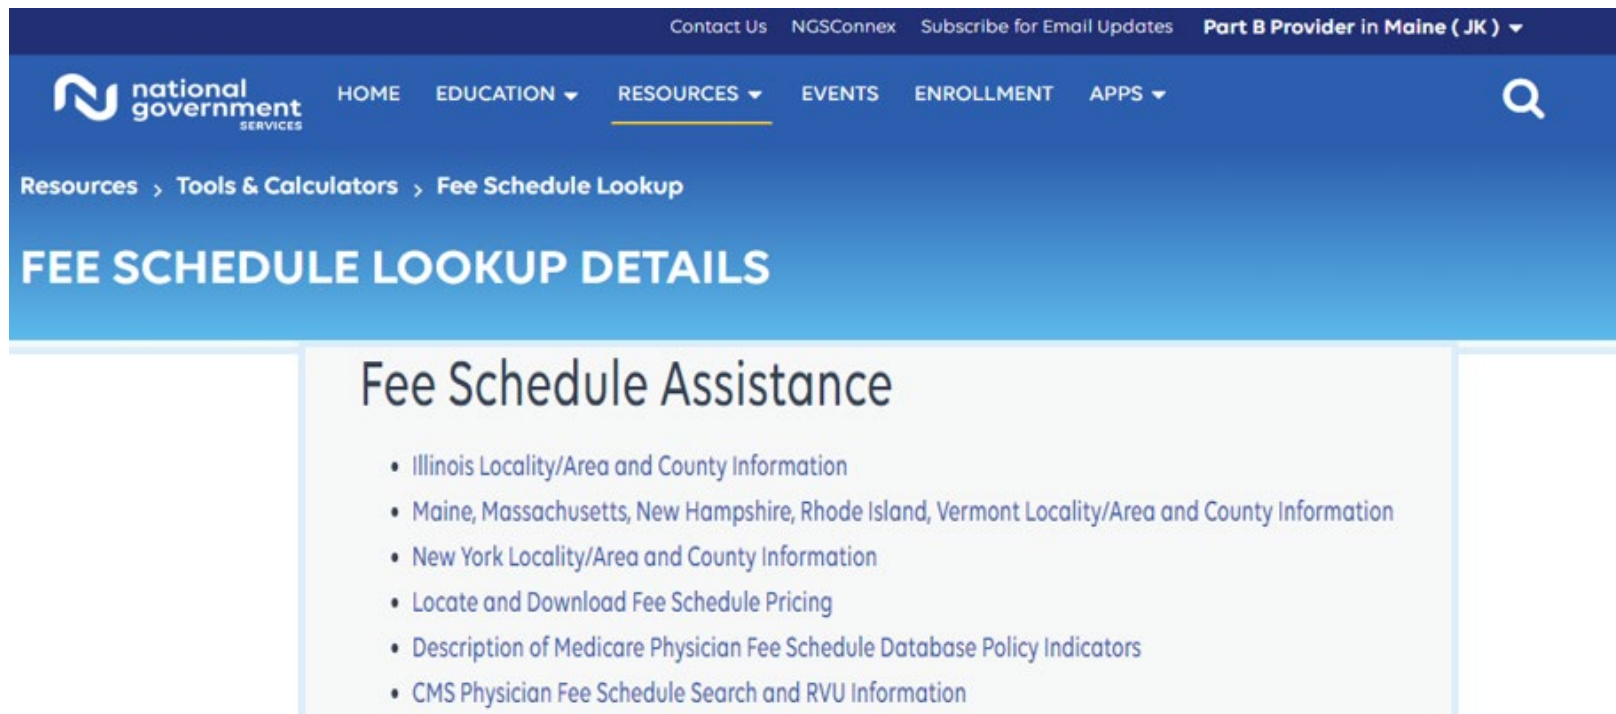 Contact Us NGSConnex Subscribe for Email Updates Part B Provider in Maine ( JK )
national
government
SERVICES
HOME EDUCATION RESOURCES EVENTS ENROLLMENT APPS
Resources > Tools & Calculators > Fee Schedule Lookup
FEE SCHEDULE LOOKUP DETAILS
Fee Schedule Assistance
• Illinois Locality/Area and County Information
• Maine, Massachusetts, New Hampshire, Rhode Island, Vermont Locality/Area and County Information
• New York Locality/Area and County Information
• Locate and Download Fee Schedule Pricing
• Description of Medicare Physician Fee Schedule Database Policy Indicators
• CMS Physician Fee Schedule Search and RVU Information